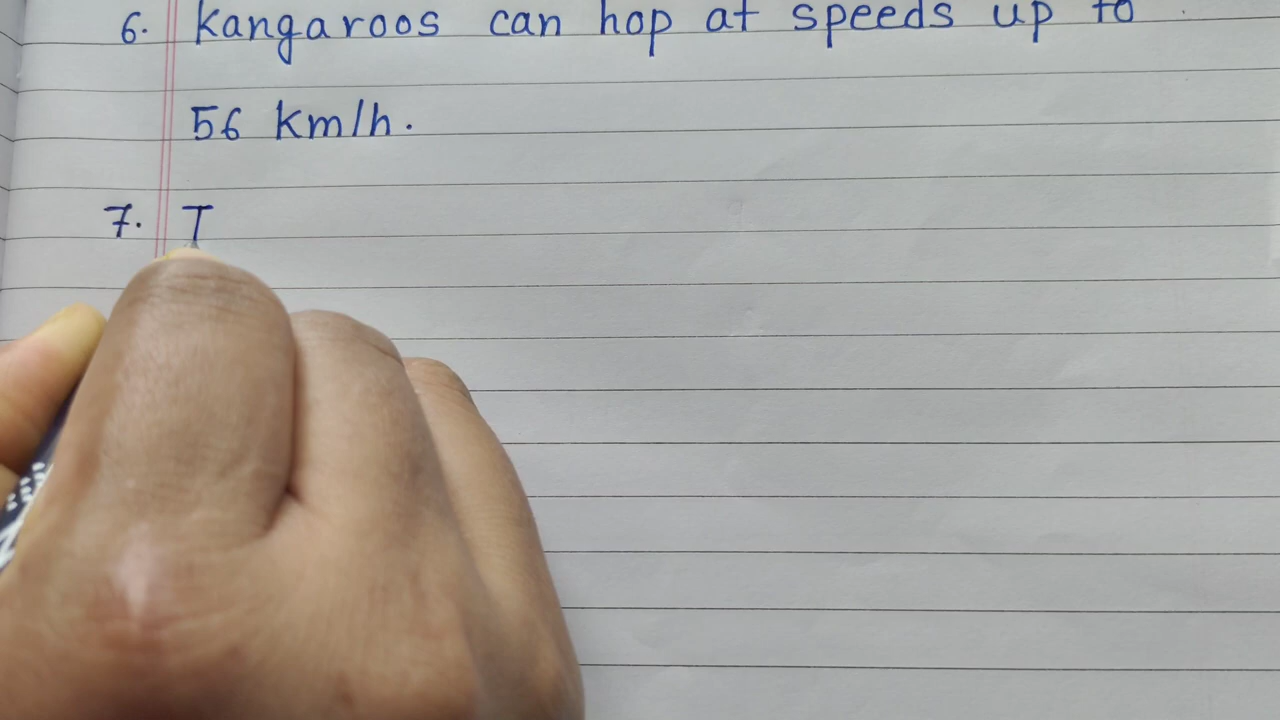 6. Kangaroos can hop at speeds up to
56 km/h.
7. T